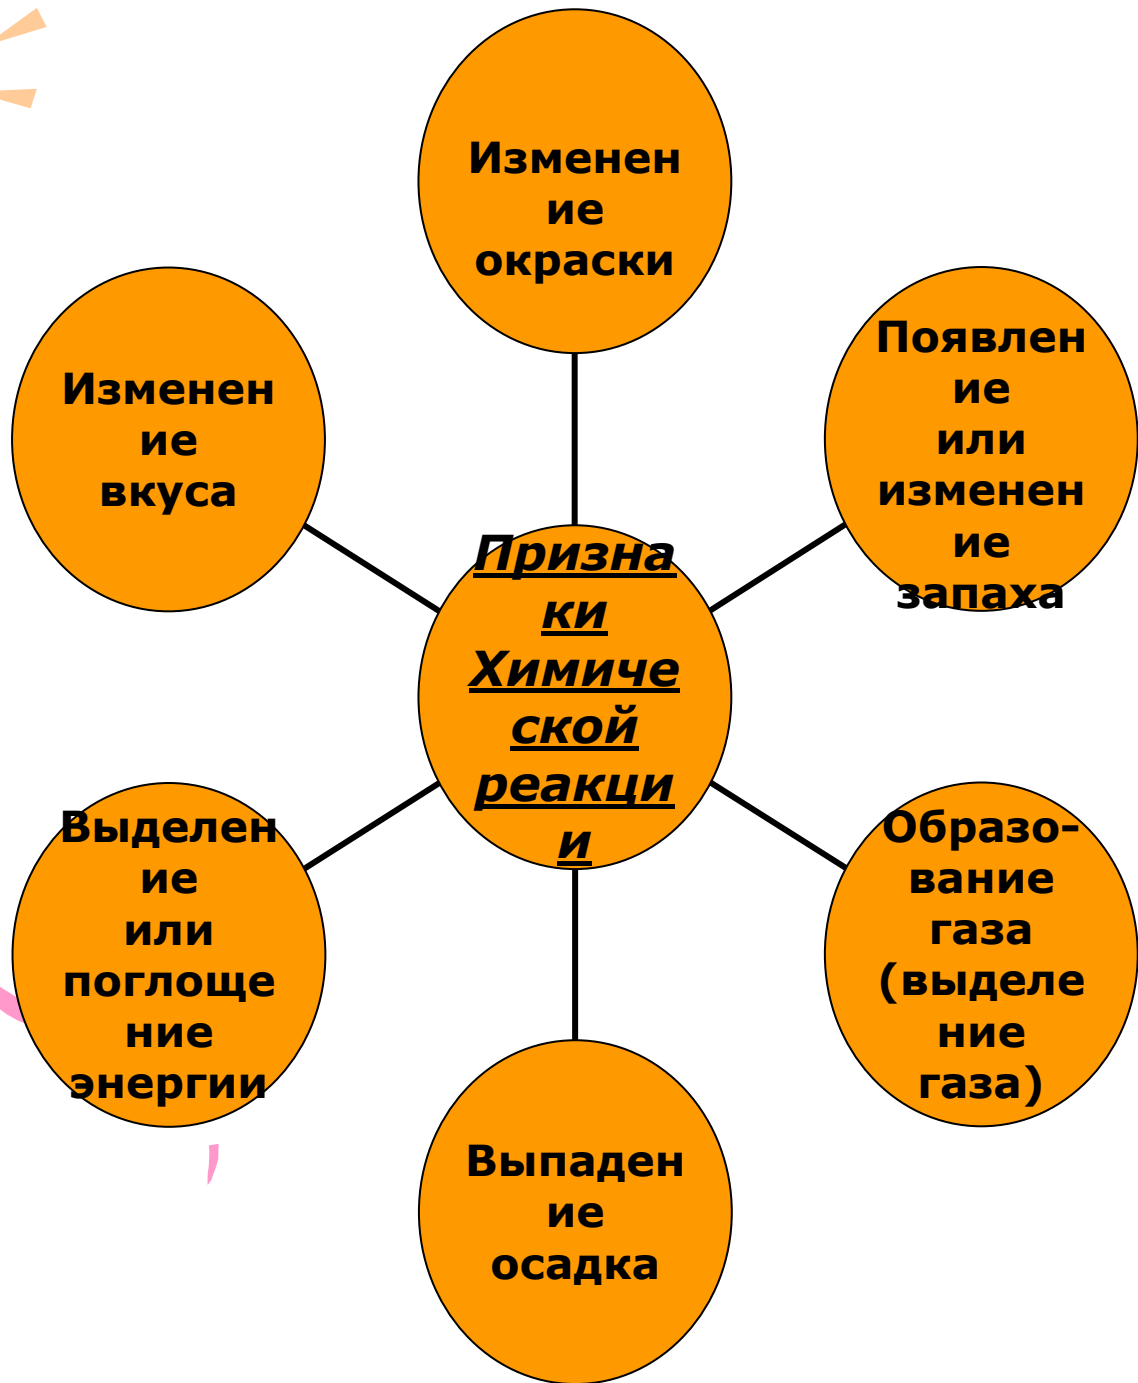 Изменен
ие
окраски
Появлен
ие
или
изменен
ие
запаха
Изменен
ие
вкуса
Призна
ки
Химиче
ской
реакци
и
Выделен
ие
или
поглоще
ние
энергии
Образо-
вание
газа
(выделе
ние
газа)
Выпаден
ие
осадка